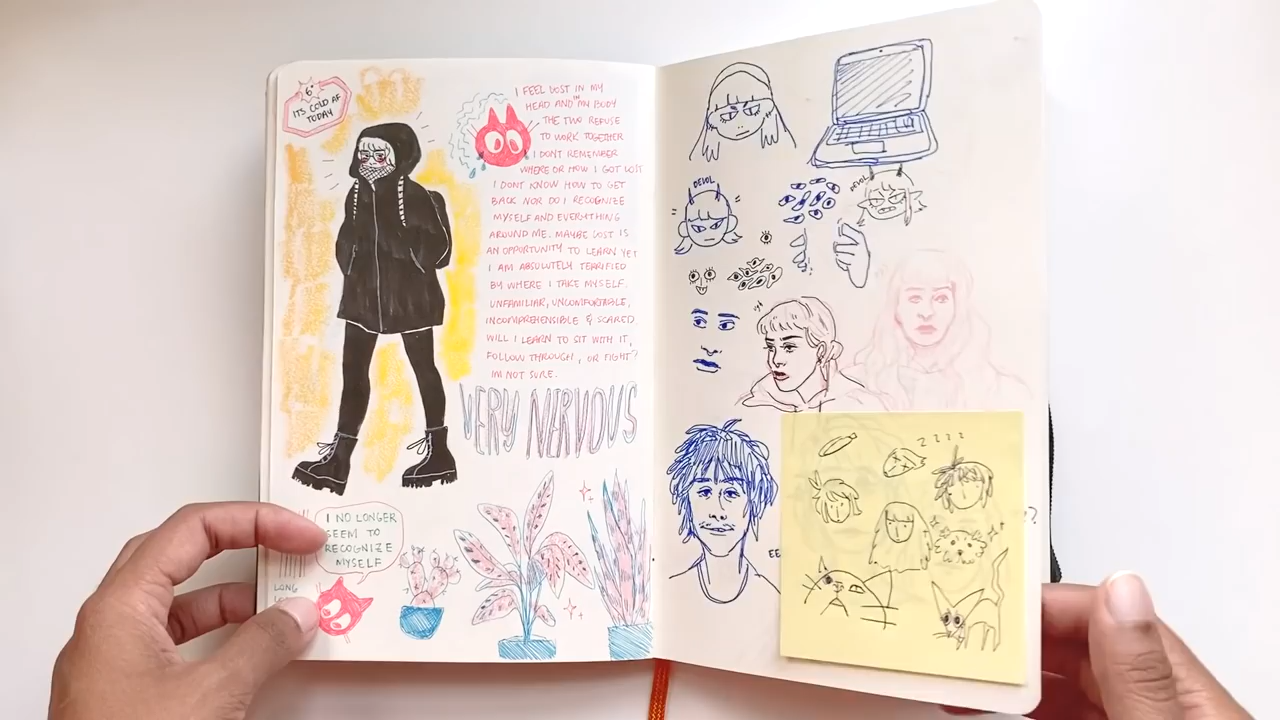 6°
ITS COLD AF
TODAY
I FEEL LOST IN MY
HEAD AND IN MY BODY
THE TWO REFUSE
TO WORK TOGETHER
I DONT REMEMBER
WHERE OR HOW I GOT LOST
I DONT KNOW HOW TO GET
BACK NOR DO I RECOGNIZE
MYSELF AND EVERYTHING
AROUND ME. MAYBE LOST IS
AN OPPORTUNITY TO LEARN YET
I AM ABSOLUTELY TERRIFIED
BY WHERE I TAKE MYSELF.
UNFAMILIAR, UNCOMFORTABLE,
INCOMPREHENSIBLE & SCARED
WILL I LEARN TO SIT WITH IT,
FOLLOW THROUGH, OR FIGHT?
IM NOT SURE.
VERY NERVOUS
I NO LONGER
SEEM TO
RECOGNIZE
MYSELF
LONG
DEVOL
DEVOL
EE
zzzz
?